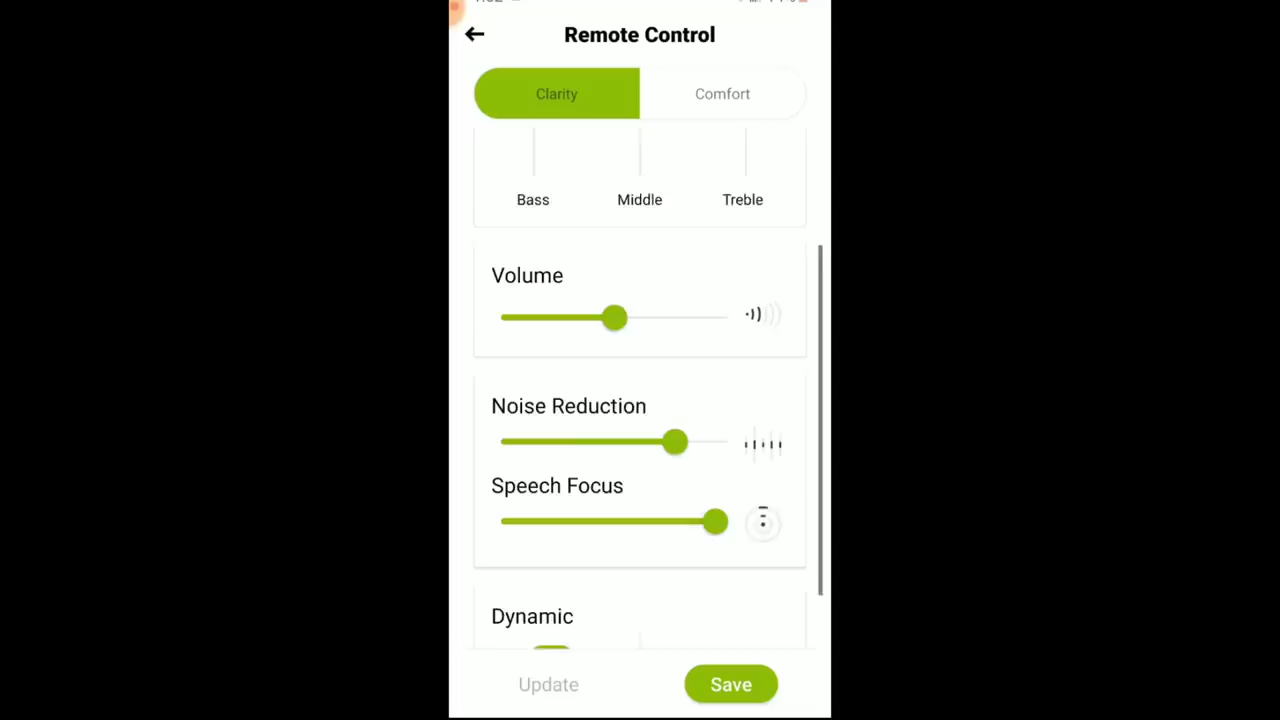 Remote Control
Clarity Comfort
Bass Middle Treble
Volume
Noise Reduction
Speech Focus
Dynamic
Update Save